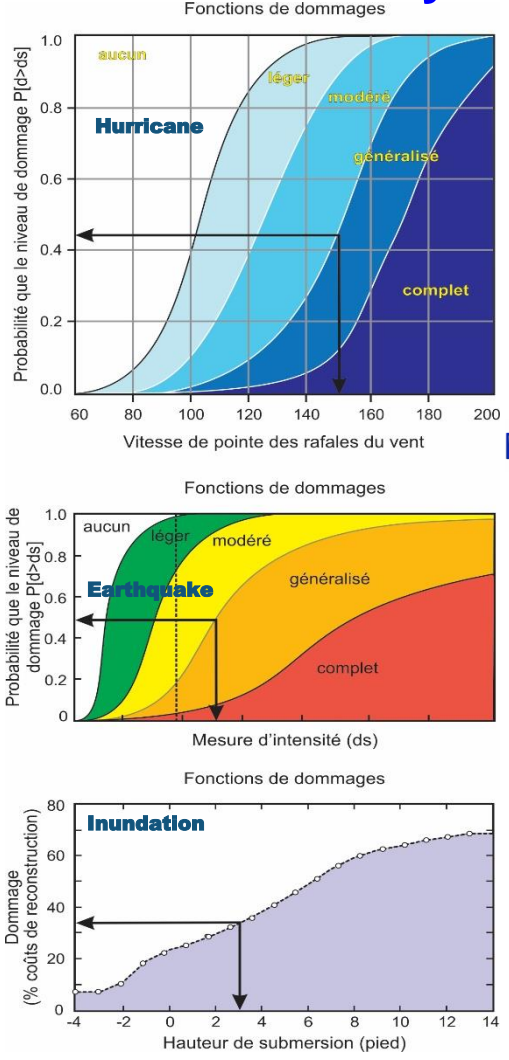 Fonctions de dommages
Probabilité que le niveau de dommage P[d>ds]
1.0
0.8
0.6
0.4
0.2
0.0
aucun
léger
modéré
Hurricane
généralisé
complet
60 80 100 120 140 160 180 200
Vitesse de pointe des rafales du vent
Fonctions de dommages
Probabilité que le niveau de
dommage P[d>ds]
1.0
0.8
0.6
0.4
0.2
0
aucun
léger
modéré
généralisé
Earthquake
complet
Mesure d'intensité (ds)
Fonctions de dommages
Dommage
(% coûts de reconstruction)
80
60
40
20
0
Inundation
-4 -2 0 2 4 6 8 10 12 14
Hauteur de submersion (pied)